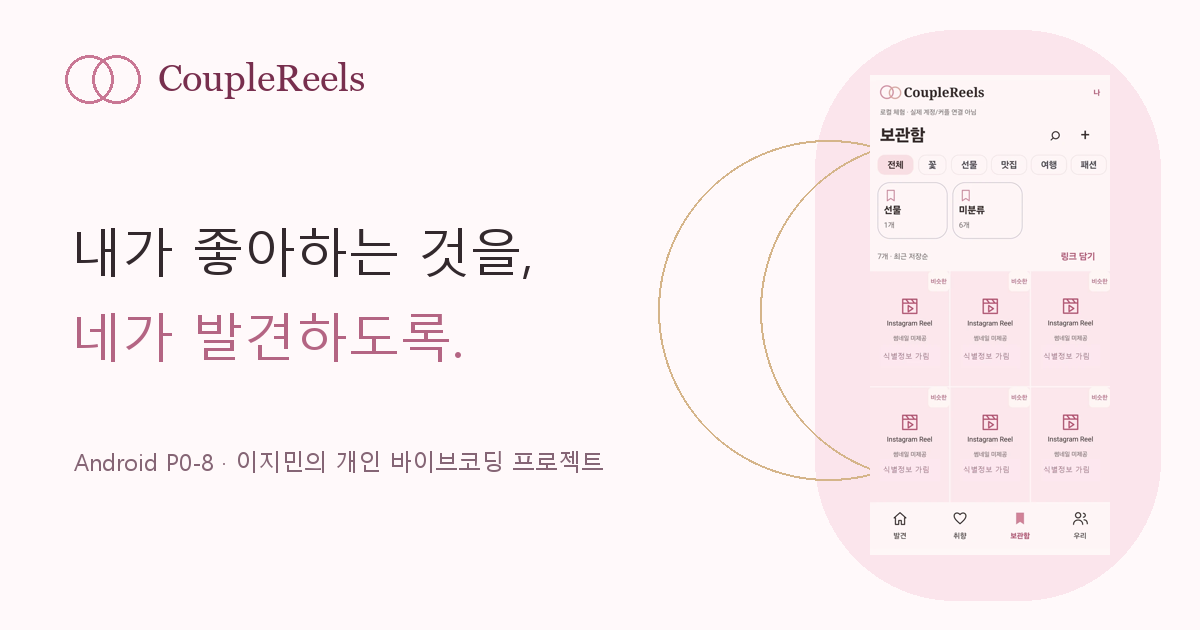 CoupleReels
내가 좋아하는 것을,
네가 발견하도록.
Android P0-8 · 이지민의 개인 바이브코딩 프로젝트
CoupleReels 나
로컬 체험 · 실제 계정/커플 연결 아님
보관함
전체 꽃 선물 맛집 여행 패션
선물 미분류
1개 6개
7개 · 최근 저장순 링크 담기
비슷한 비슷한 비슷한
Instagram Reel Instagram Reel Instagram Reel
썸네일 미제공 썸네일 미제공 썸네일 미제공
식별정보 가림 식별정보 가림 식별정보 가림
비슷한 비슷한 비슷한
Instagram Reel Instagram Reel Instagram Reel
썸네일 미제공 썸네일 미제공 썸네일 미제공
식별정보 가림 식별정보 가림 식별정보 가림
발견 취향 보관함 우리